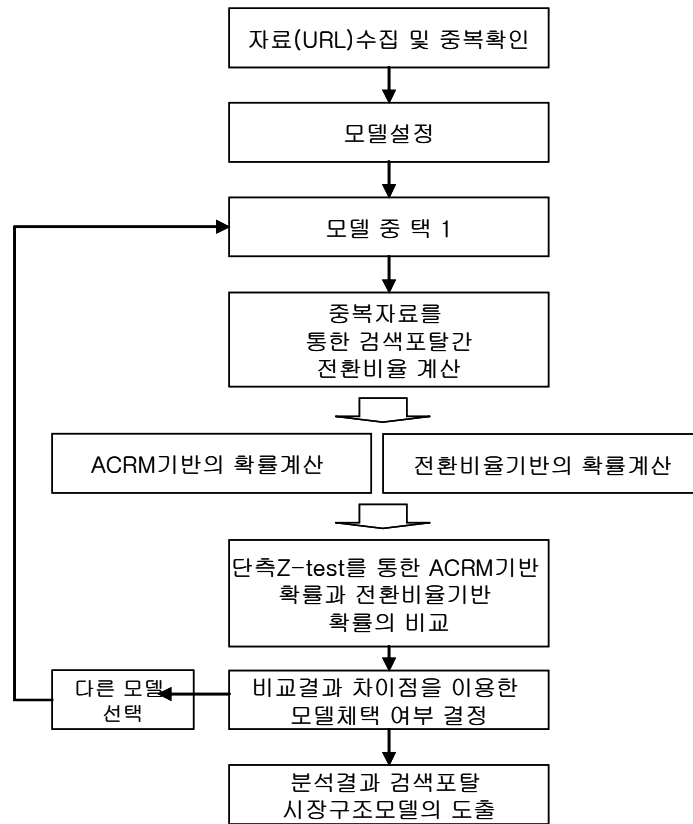 자료(URL)수집 및 중복확인
모델설정
모델 중 택 1
중복자료를
통한 검색포탈간
전환비율 계산
ACRM기반의 확률계산
전환비율기반의 확률계산
단측Z-test를 통한 ACRM기반
확률과 전환비율기반
확률의 비교
다른 모델
선택
비교결과 차이점을 이용한
모델체택 여부 결정
분석결과 검색포탈
시장구조모델의 도출